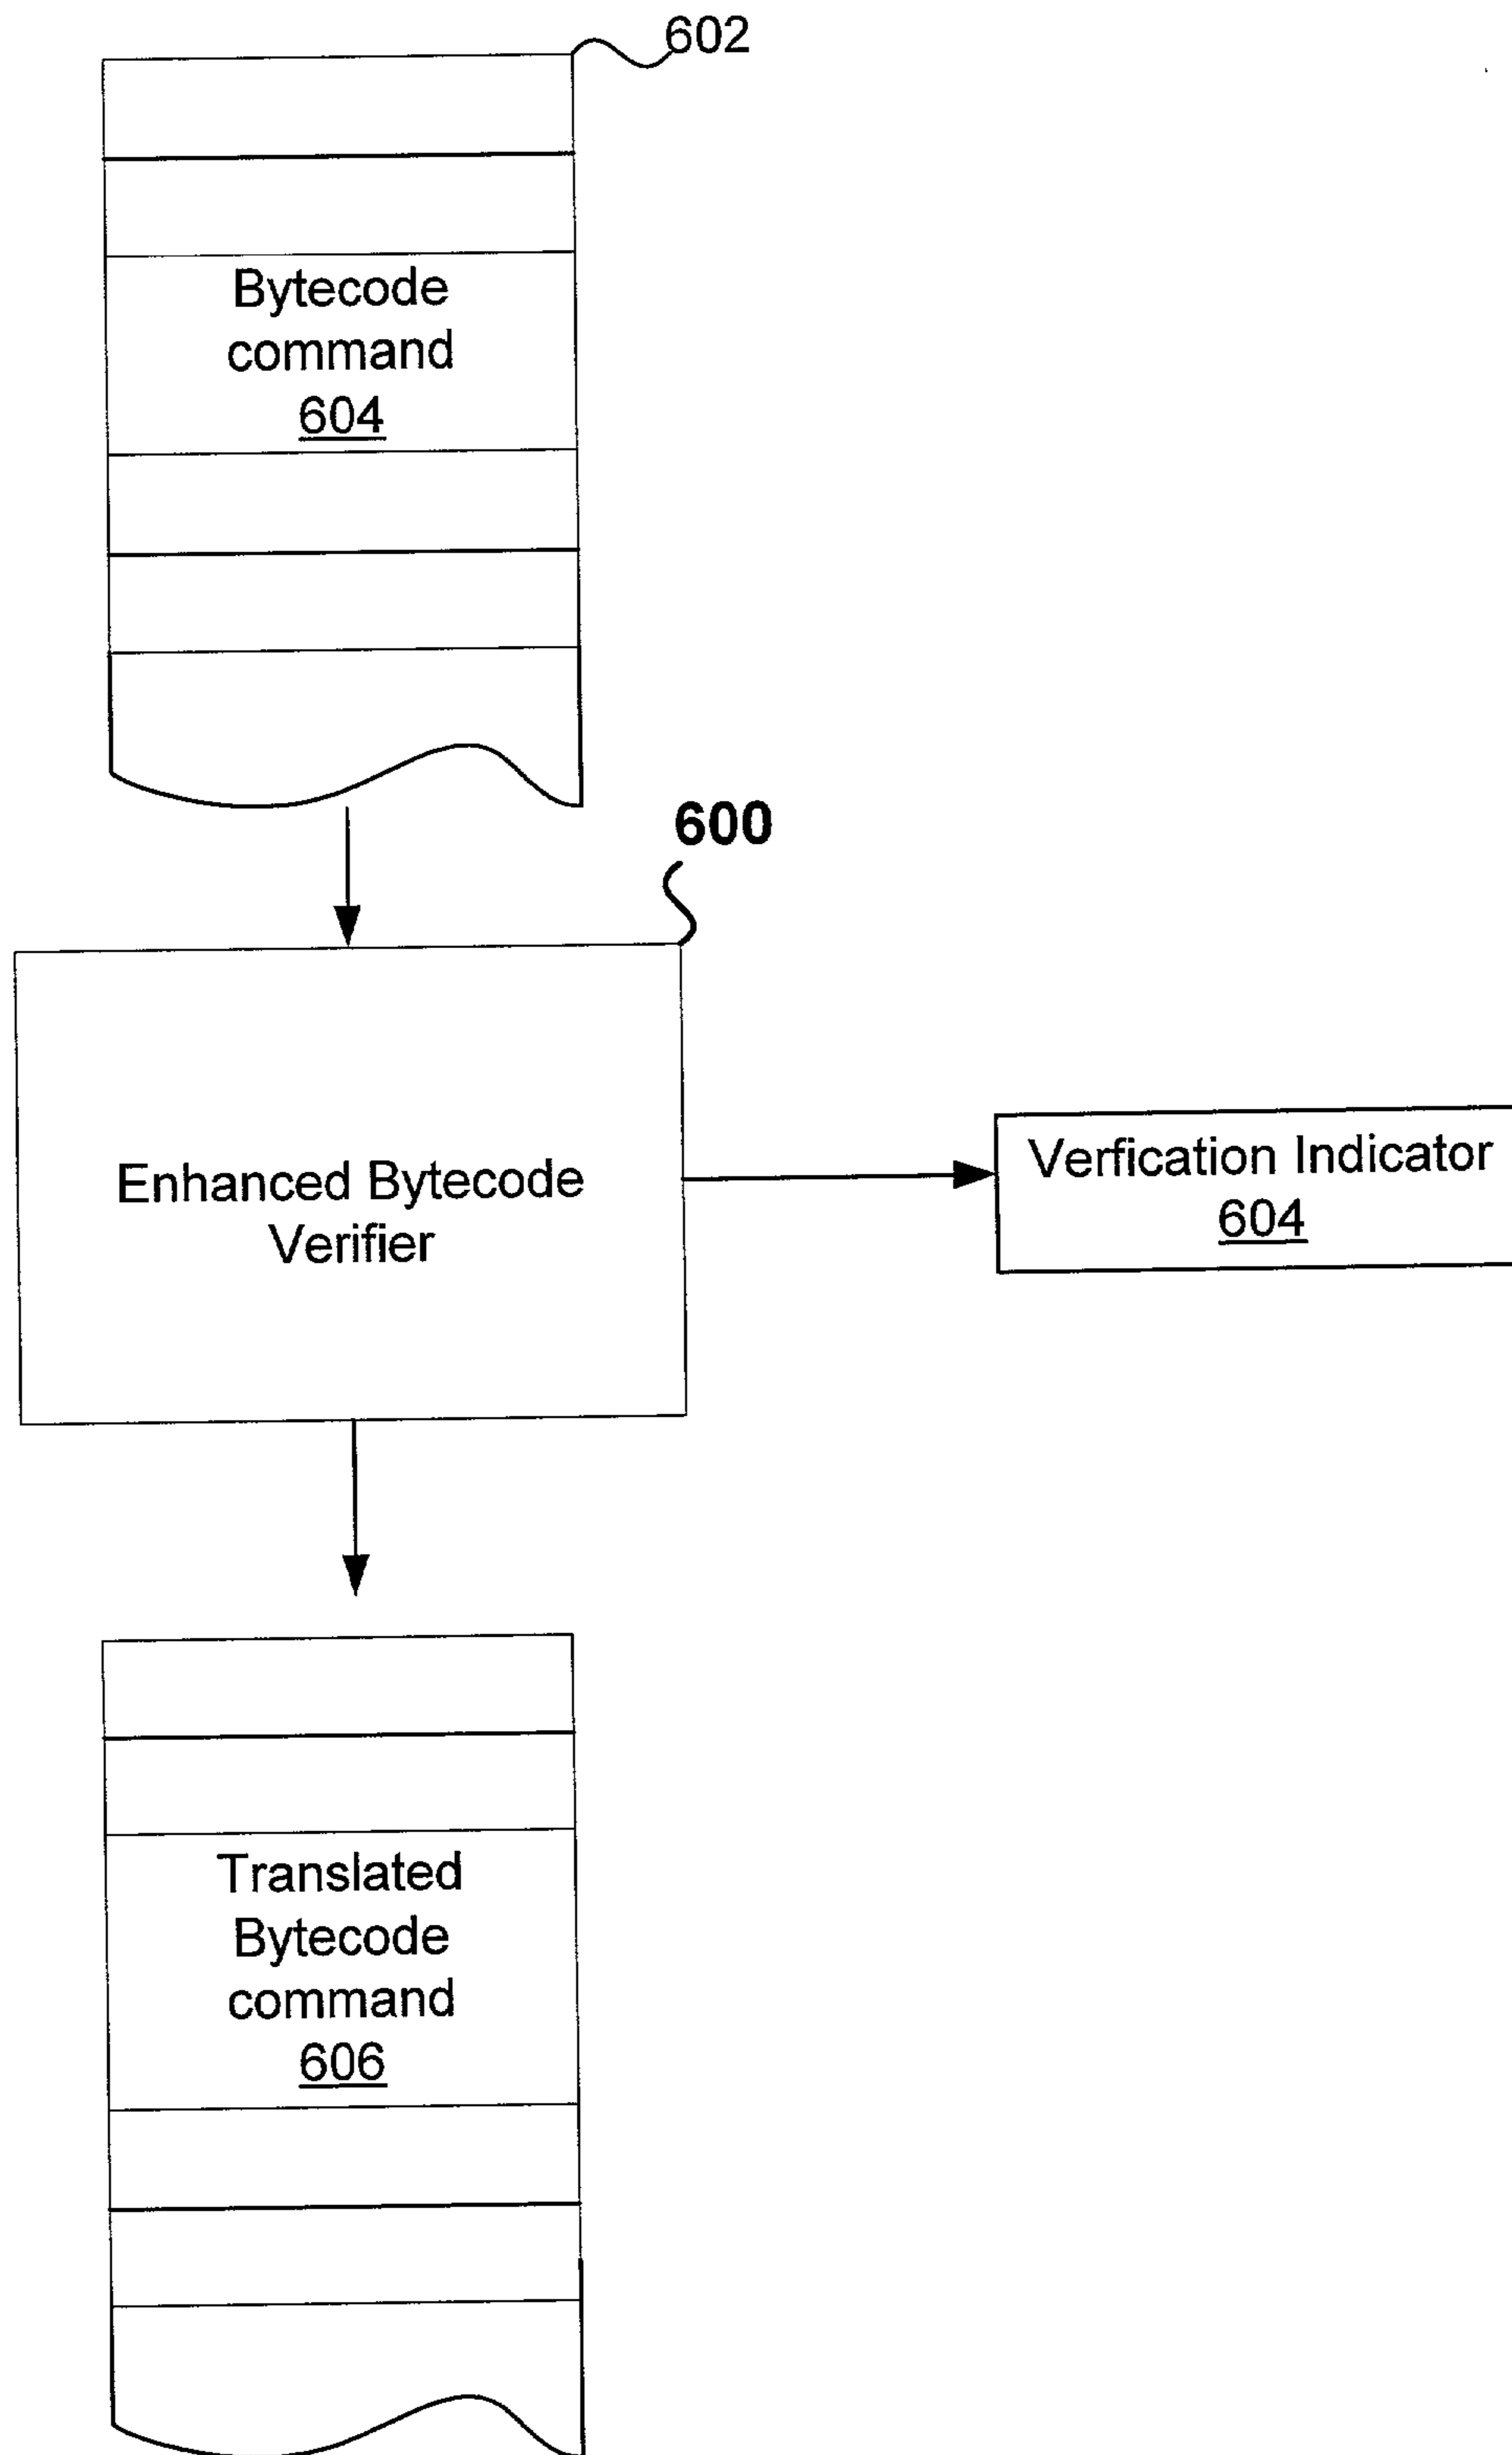 602
Bytecode
command
604
600
Enhanced Bytecode
Verifier
Verfication Indicator
604
Translated
Bytecode
command
606